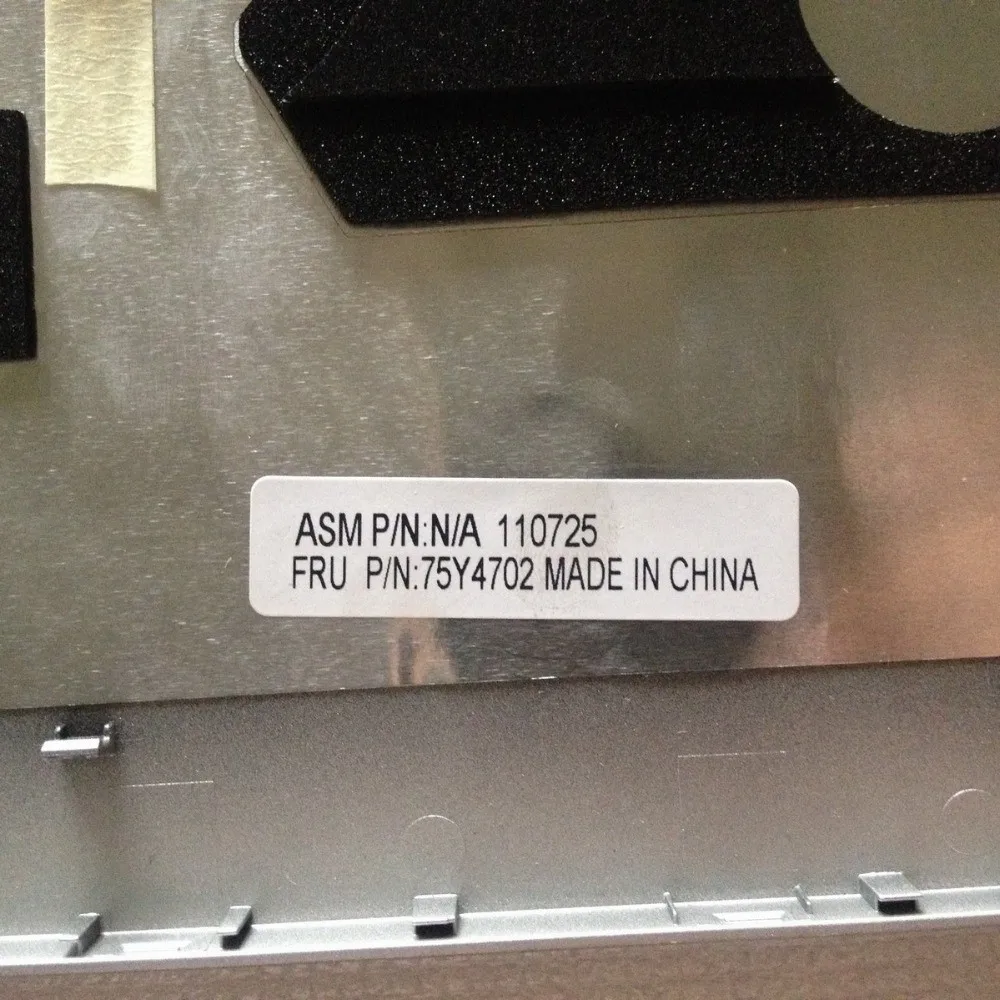 ASM P/N:N/A 110725
FRU P/N:75Y4702 MADE IN CHINA